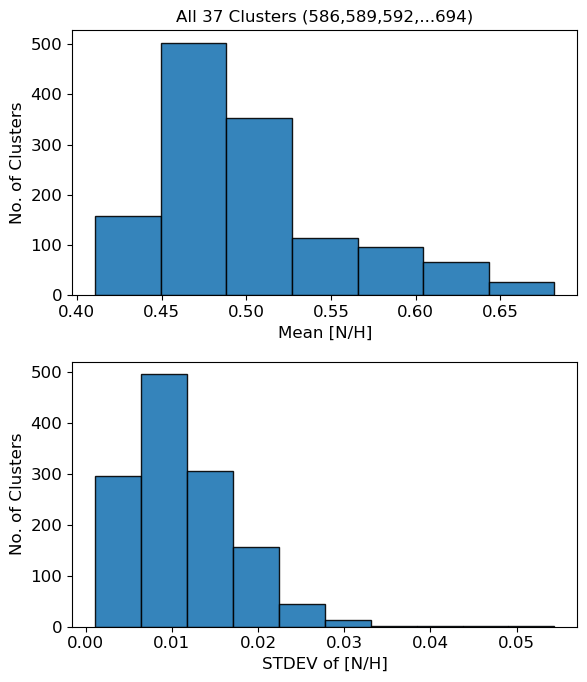 All 37 Clusters (586,589,592,...694)
500
400
300
200
100
0
No. of Clusters
0.40 0.45 0.50 0.55 0.60 0.65
Mean [N/H]
500
400
300
200
100
0
No. of Clusters
0.00 0.01 0.02 0.03 0.04 0.05
STDEV of [N/H]